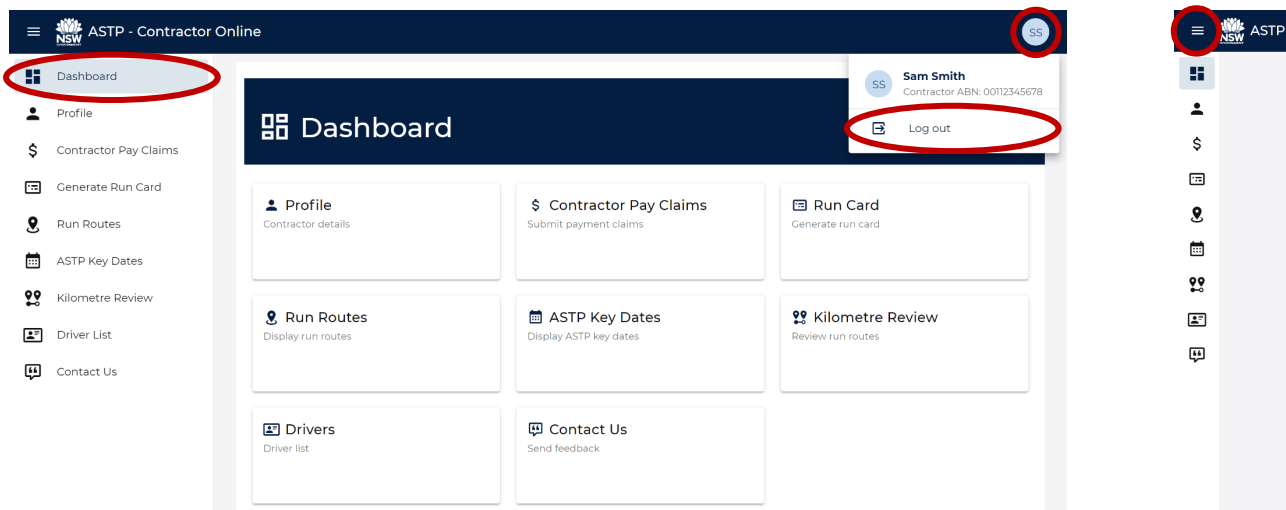 NSW ASTP - Contractor Online
SS
NSW ASTP
Dashboard
Profile
Contractor Pay Claims
Generate Run Card
Run Routes
ASTP Key Dates
Kilometre Review
Driver List
Contact Us
SS
Sam Smith
Contractor ABN: 00112345678
Log out
Dashboard
Profile
Contractor details
$ Contractor Pay Claims
Submit payment claims
Run Card
Generate run card
Run Routes
Display run routes
ASTP Key Dates
Display ASTP key dates
Kilometre Review
Review run routes
Drivers
Driver list
Contact Us
Send feedback